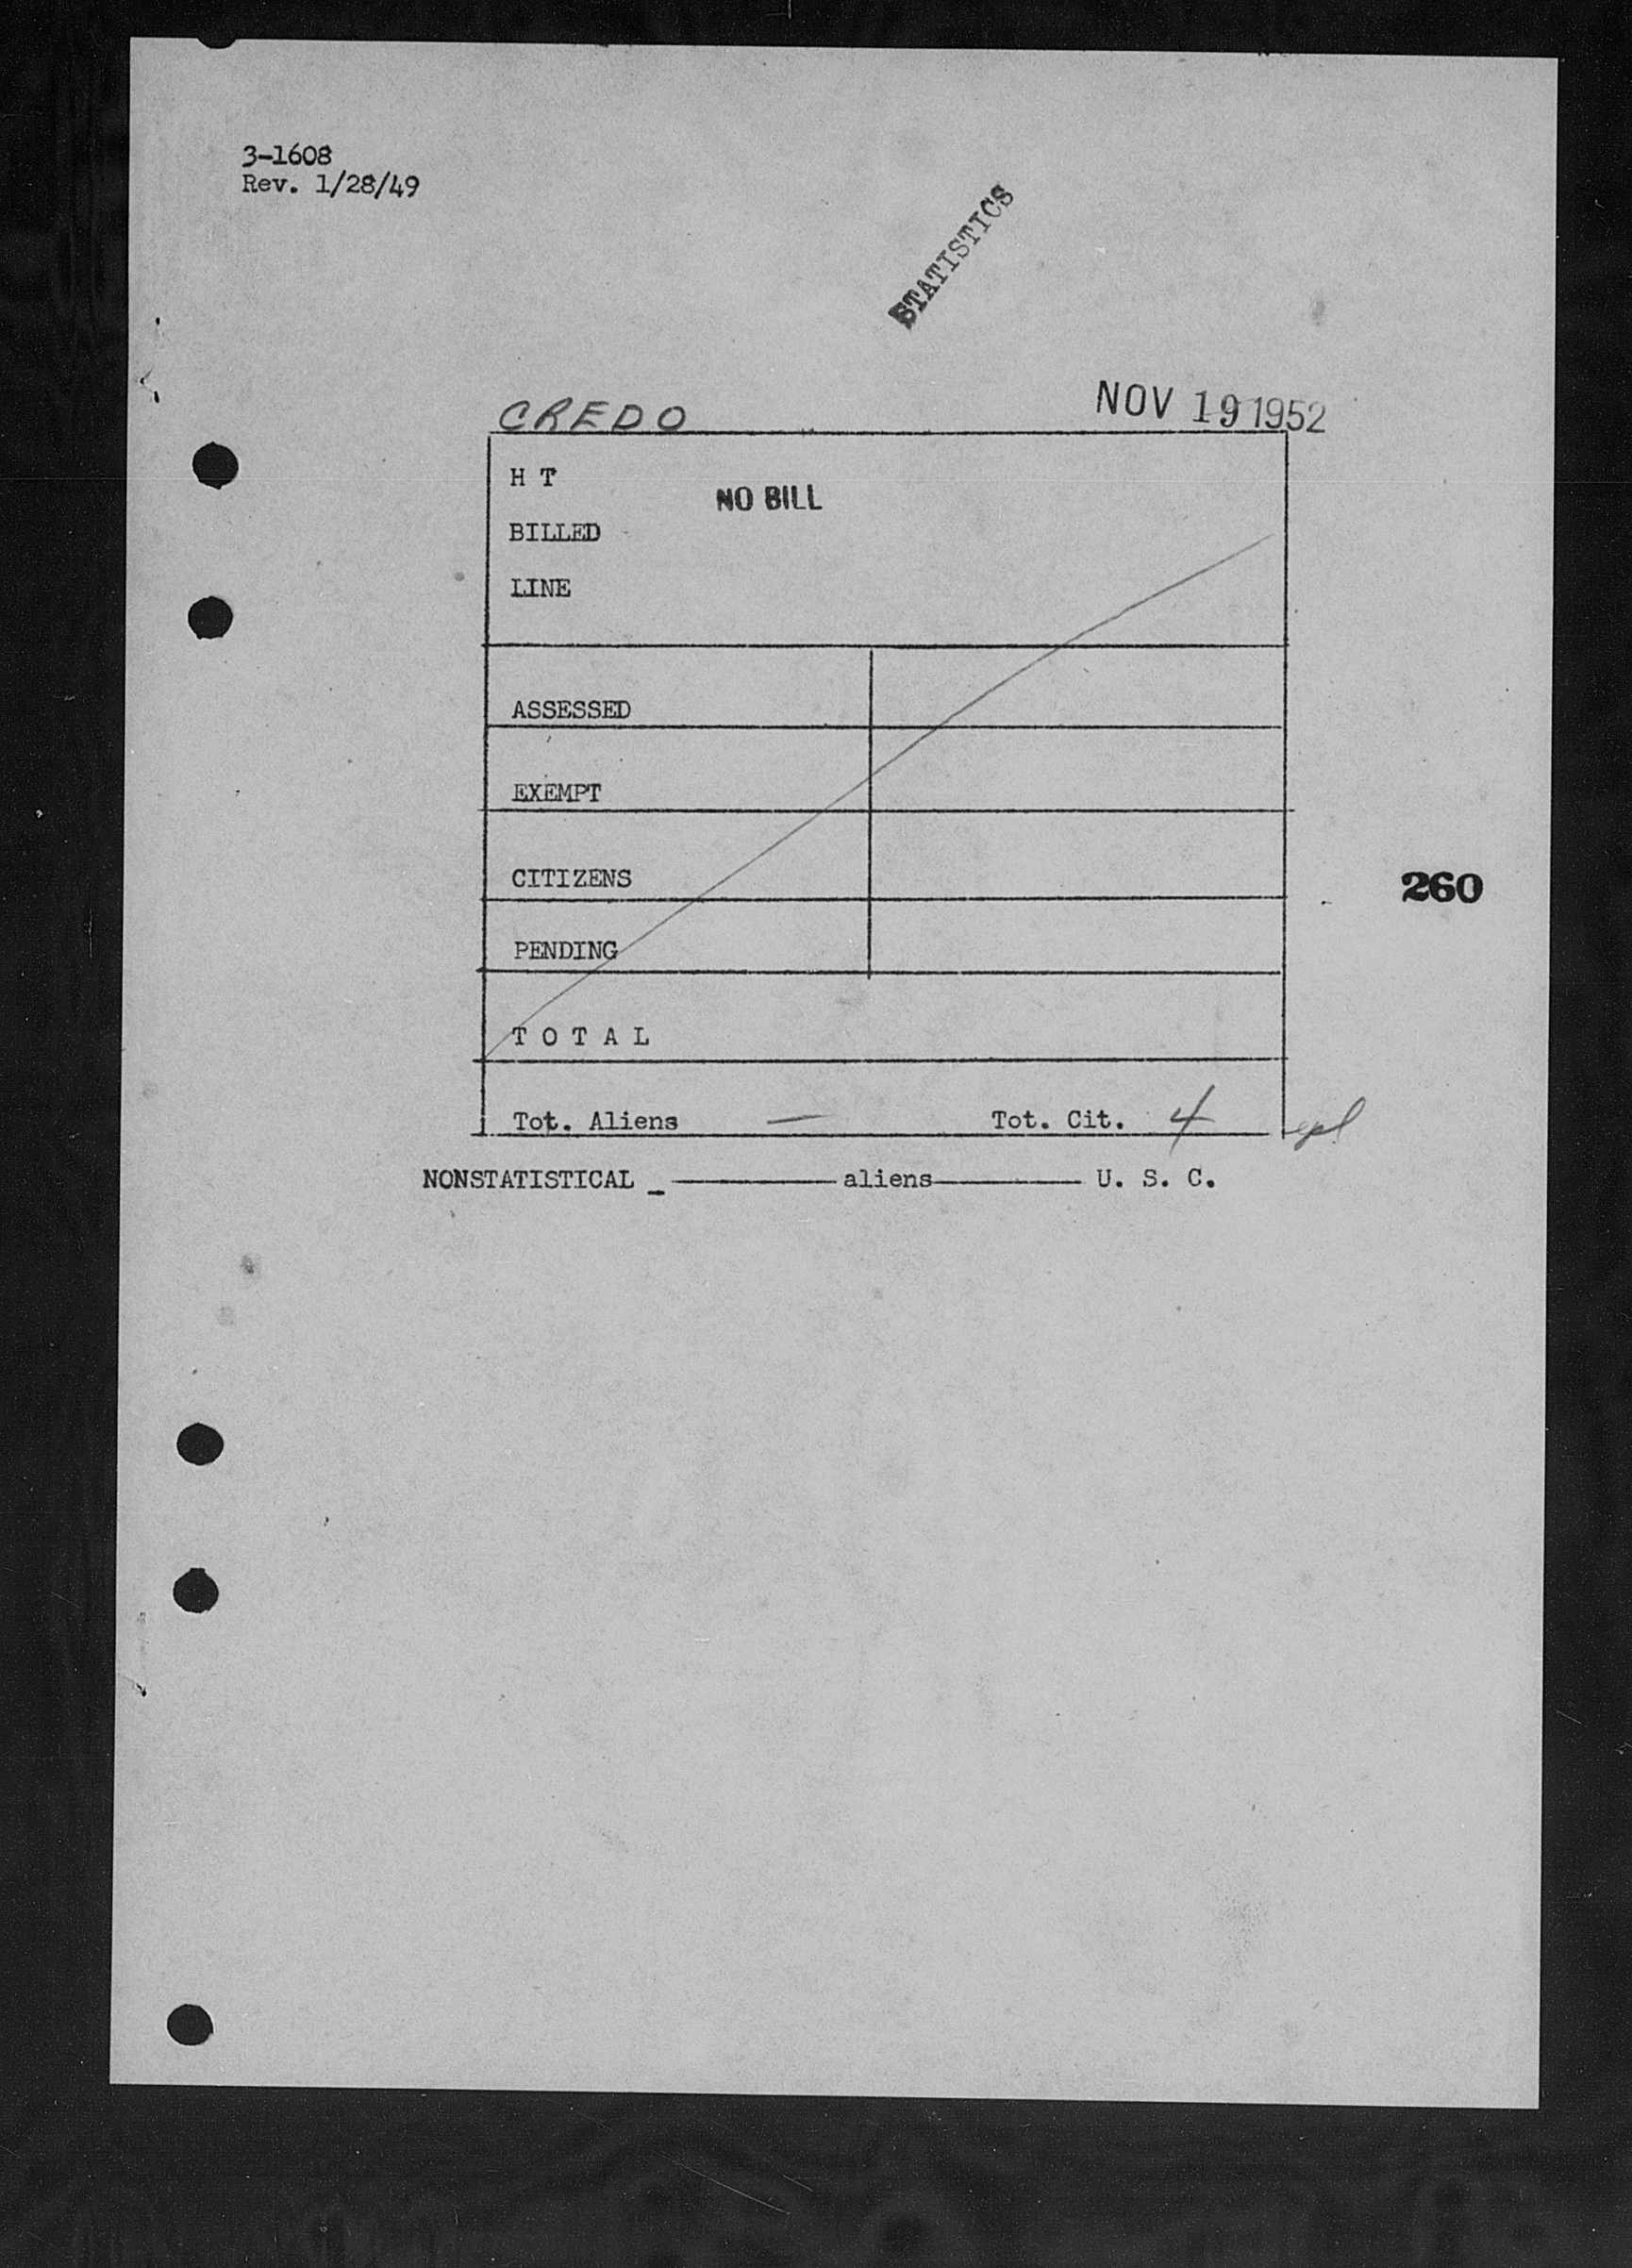 3-1608
Rev. 1/28/49
STATISTICS
CREDO NOV 19 1952
H T
NO BILL
BILLED
LINE
ASSESSED
EXEMPT
CITIZENS
260
PENDING
T O T A L
Tot. Aliens — Tot. Cit. 4
NONSTATISTICAL _ ——— aliens ——— U. S. C.